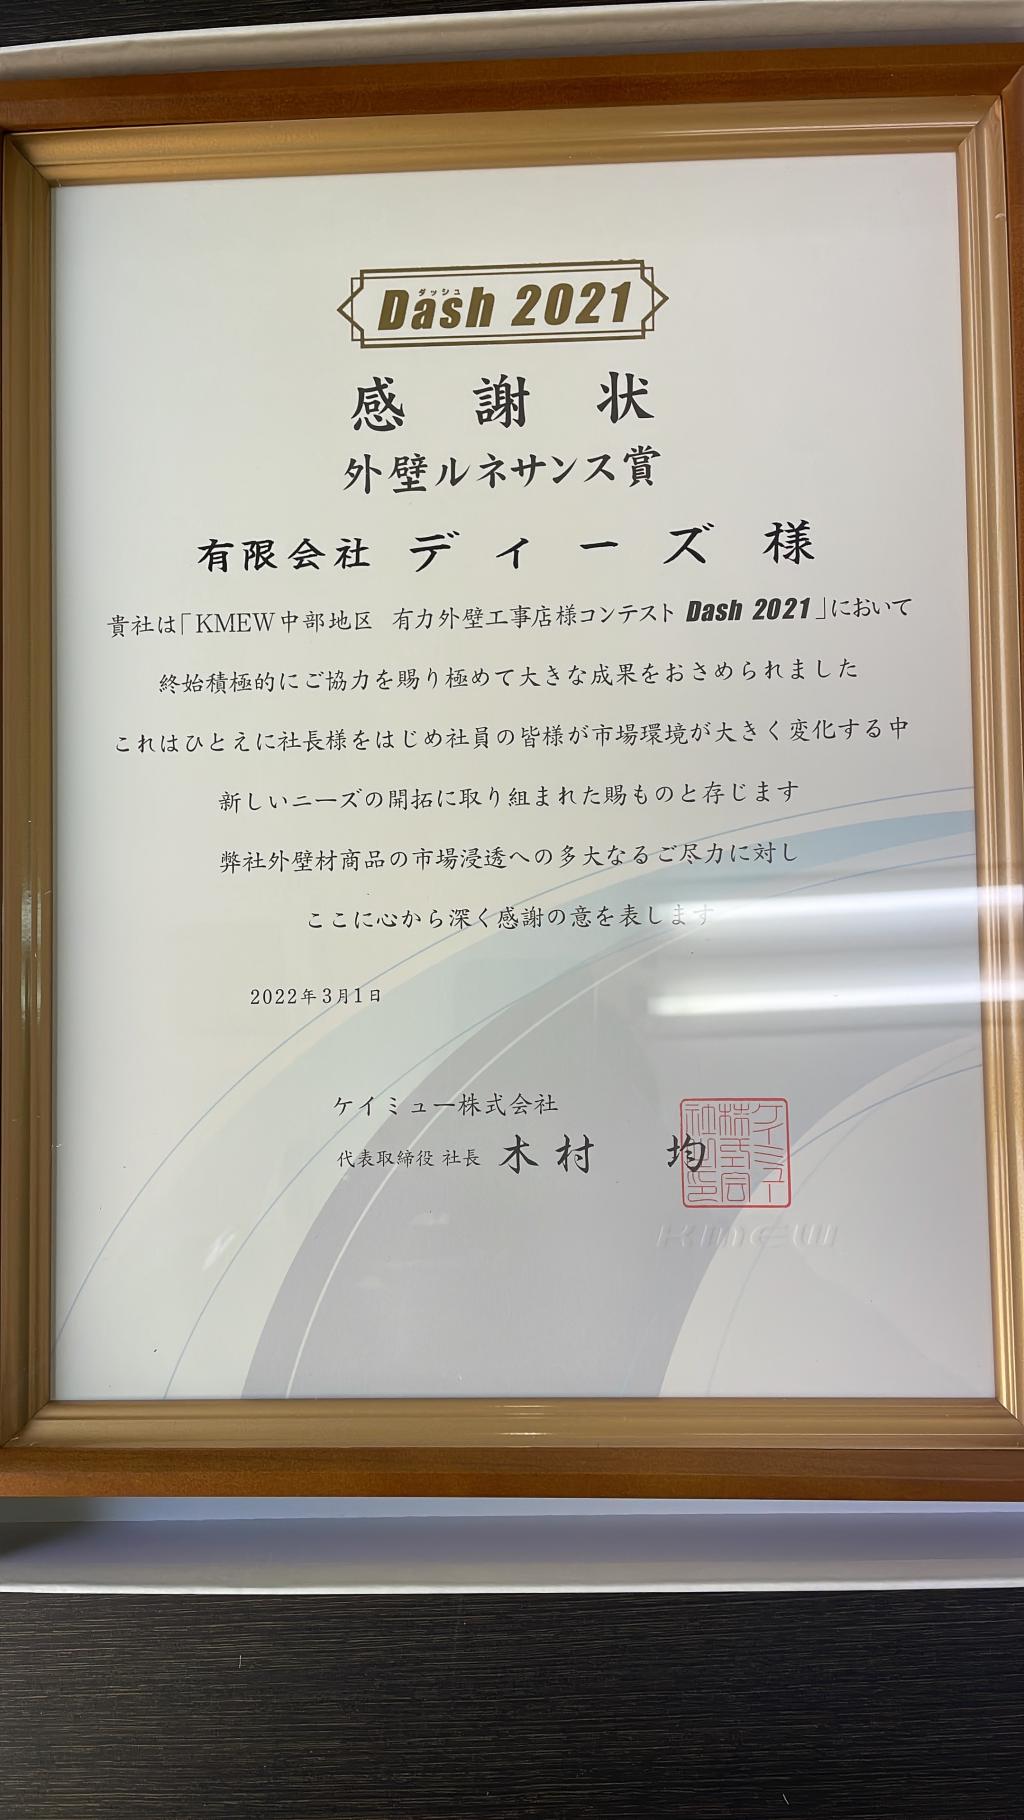 ダッシュ
Dash 2021
感謝状
外壁ルネサンス賞
有限会社 ディーズ 様
貴社は「KMEW中部地区 有力外壁工事店様コンテスト Dash 2021」において
終始積極的にご協力を賜り極めて大きな成果をおさめられました
これはひとえに社長様をはじめ社員の皆様が市場環境が大きく変化する中
新しいニーズの開拓に取り組まれた賜ものと存じます
弊社外壁材商品の市場浸透への多大なるご尽力に対し
ここに心から深く感謝の意を表します
2022年3月1日
ケイミュー株式会社
代表取締役 社長 木村 均
ケイミュー株式会社之印
KMEW